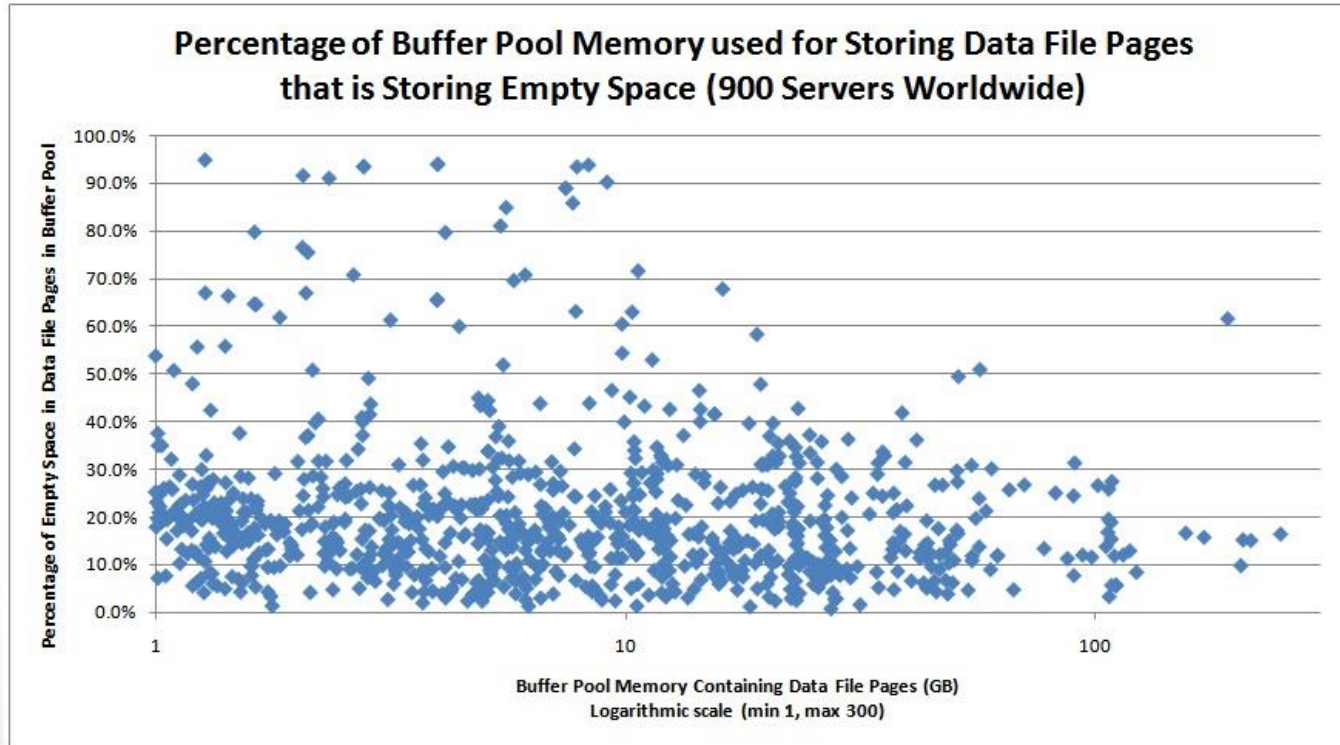 Percentage of Buffer Pool Memory used for Storing Data File Pages
that is Storing Empty Space (900 Servers Worldwide)
Percentage of Empty Space in Data File Pages in Buffer Pool
100.0%
90.0%
80.0%
70.0%
60.0%
50.0%
40.0%
30.0%
20.0%
10.0%
0.0%
1
10
100
Buffer Pool Memory Containing Data File Pages (GB)
Logarithmic scale (min 1, max 300)